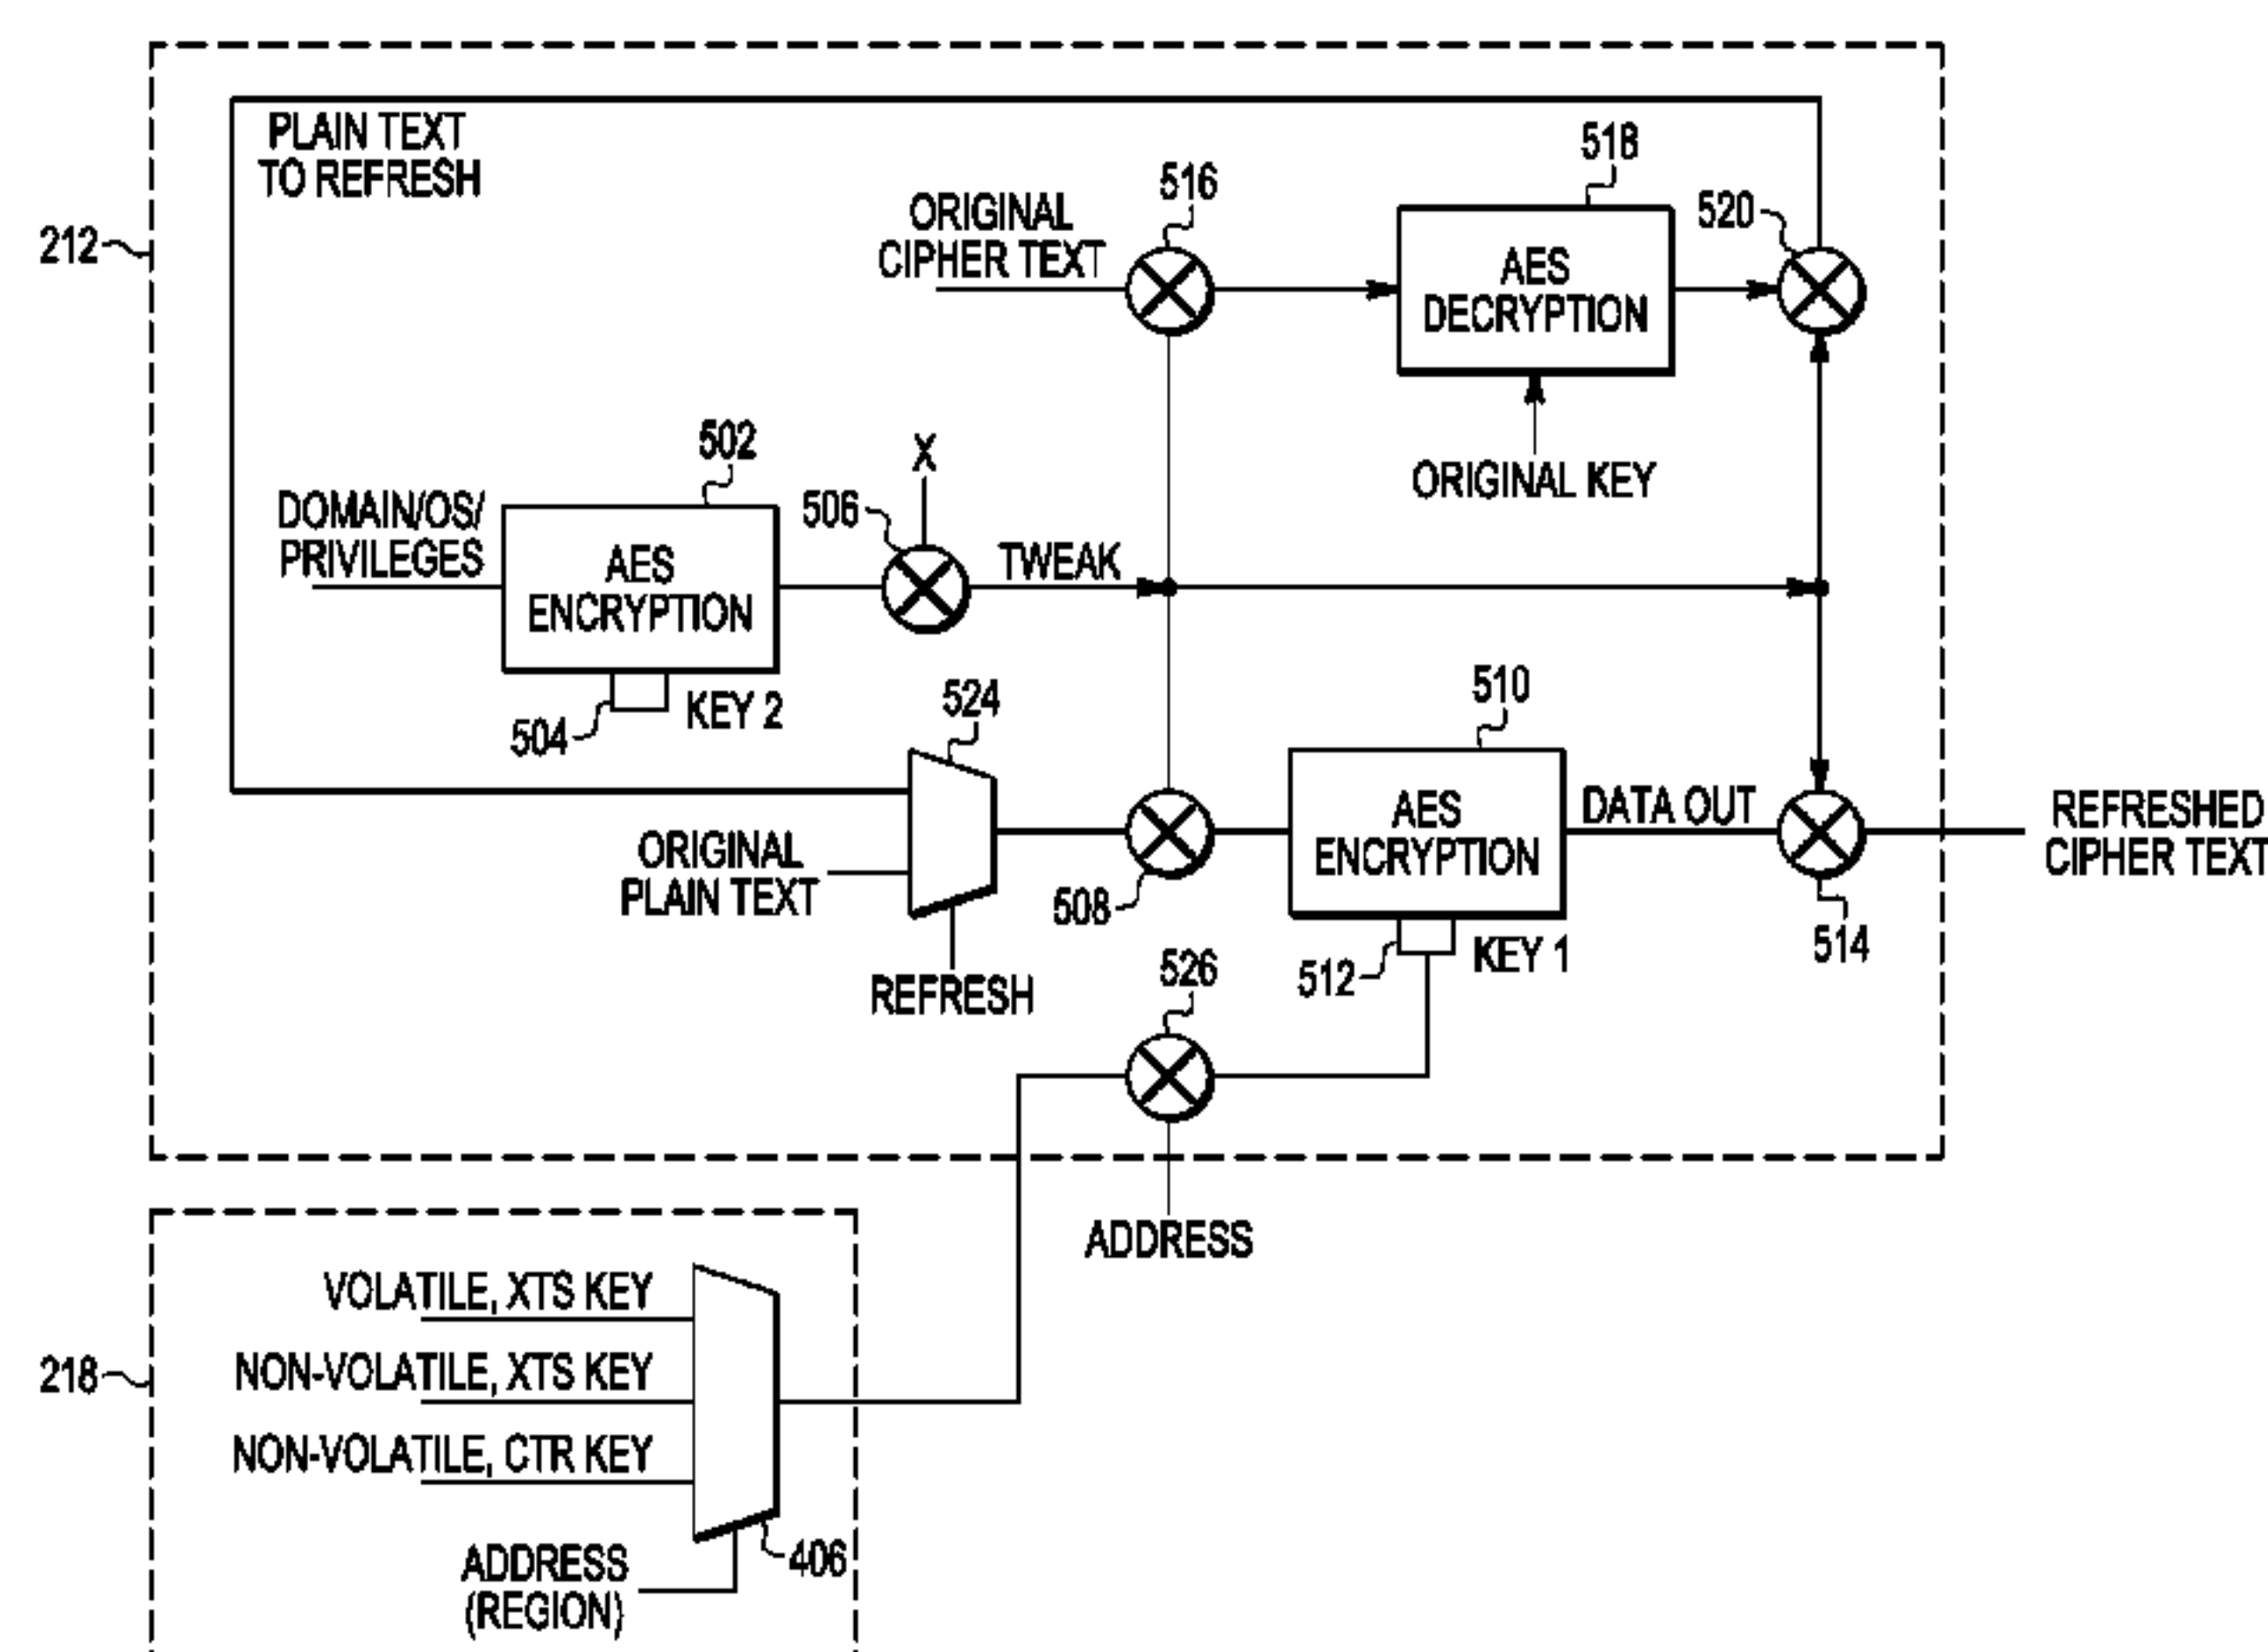 PLAIN TEXT
TO REFRESH
518
516
520
ORIGINAL
CIPHER TEXT
212
AES
DECRYPTION
502
X
ORIGINAL KEY
506
DOMAIN/OS/
PRIVILEGES
TWEAK
AES
ENCRYPTION
524
510
504
KEY 2
AES
ENCRYPTION
DATA OUT
REFRESHED
CIPHER TEXT
ORIGINAL
PLAIN TEXT
508
514
526
512
KEY 1
REFRESH
ADDRESS
VOLATILE, XTS KEY
218
NON-VOLATILE, XTS KEY
NON-VOLATILE, CTR KEY
406
ADDRESS
(REGION)